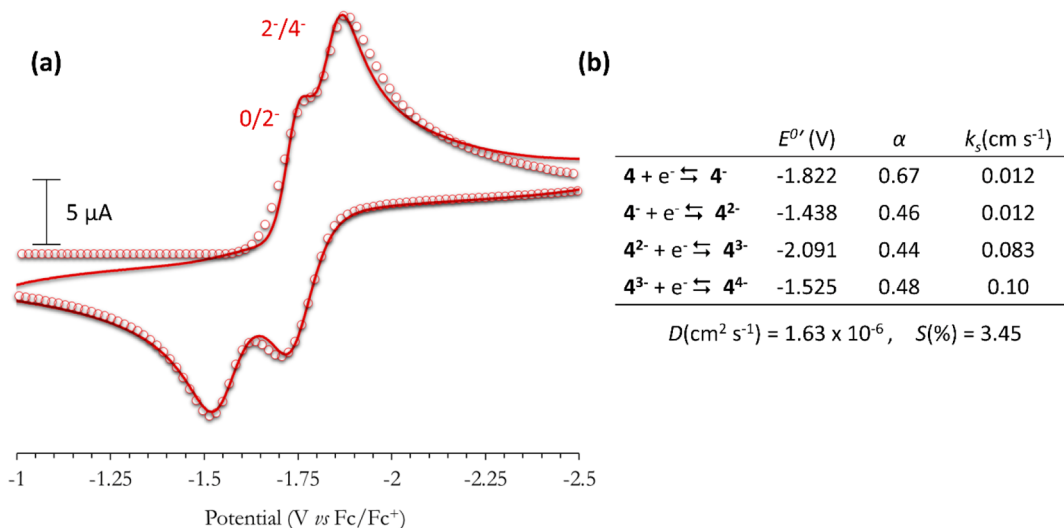 (a)
2⁻/4⁻
0/2⁻
5 µA
-1 -1.25 -1.5 -1.75 -2 -2.25 -2.5
Potential (V vs Fc/Fc⁺)
(b)
E⁰′ (V) α kₛ(cm s⁻¹)
4 + e⁻ ⇆ 4⁻ -1.822 0.67 0.012
4⁻ + e⁻ ⇆ 4²⁻ -1.438 0.46 0.012
4²⁻ + e⁻ ⇆ 4³⁻ -2.091 0.44 0.083
4³⁻ + e⁻ ⇆ 4⁴⁻ -1.525 0.48 0.10
D(cm² s⁻¹) = 1.63 x 10⁻⁶ , S(%) = 3.45